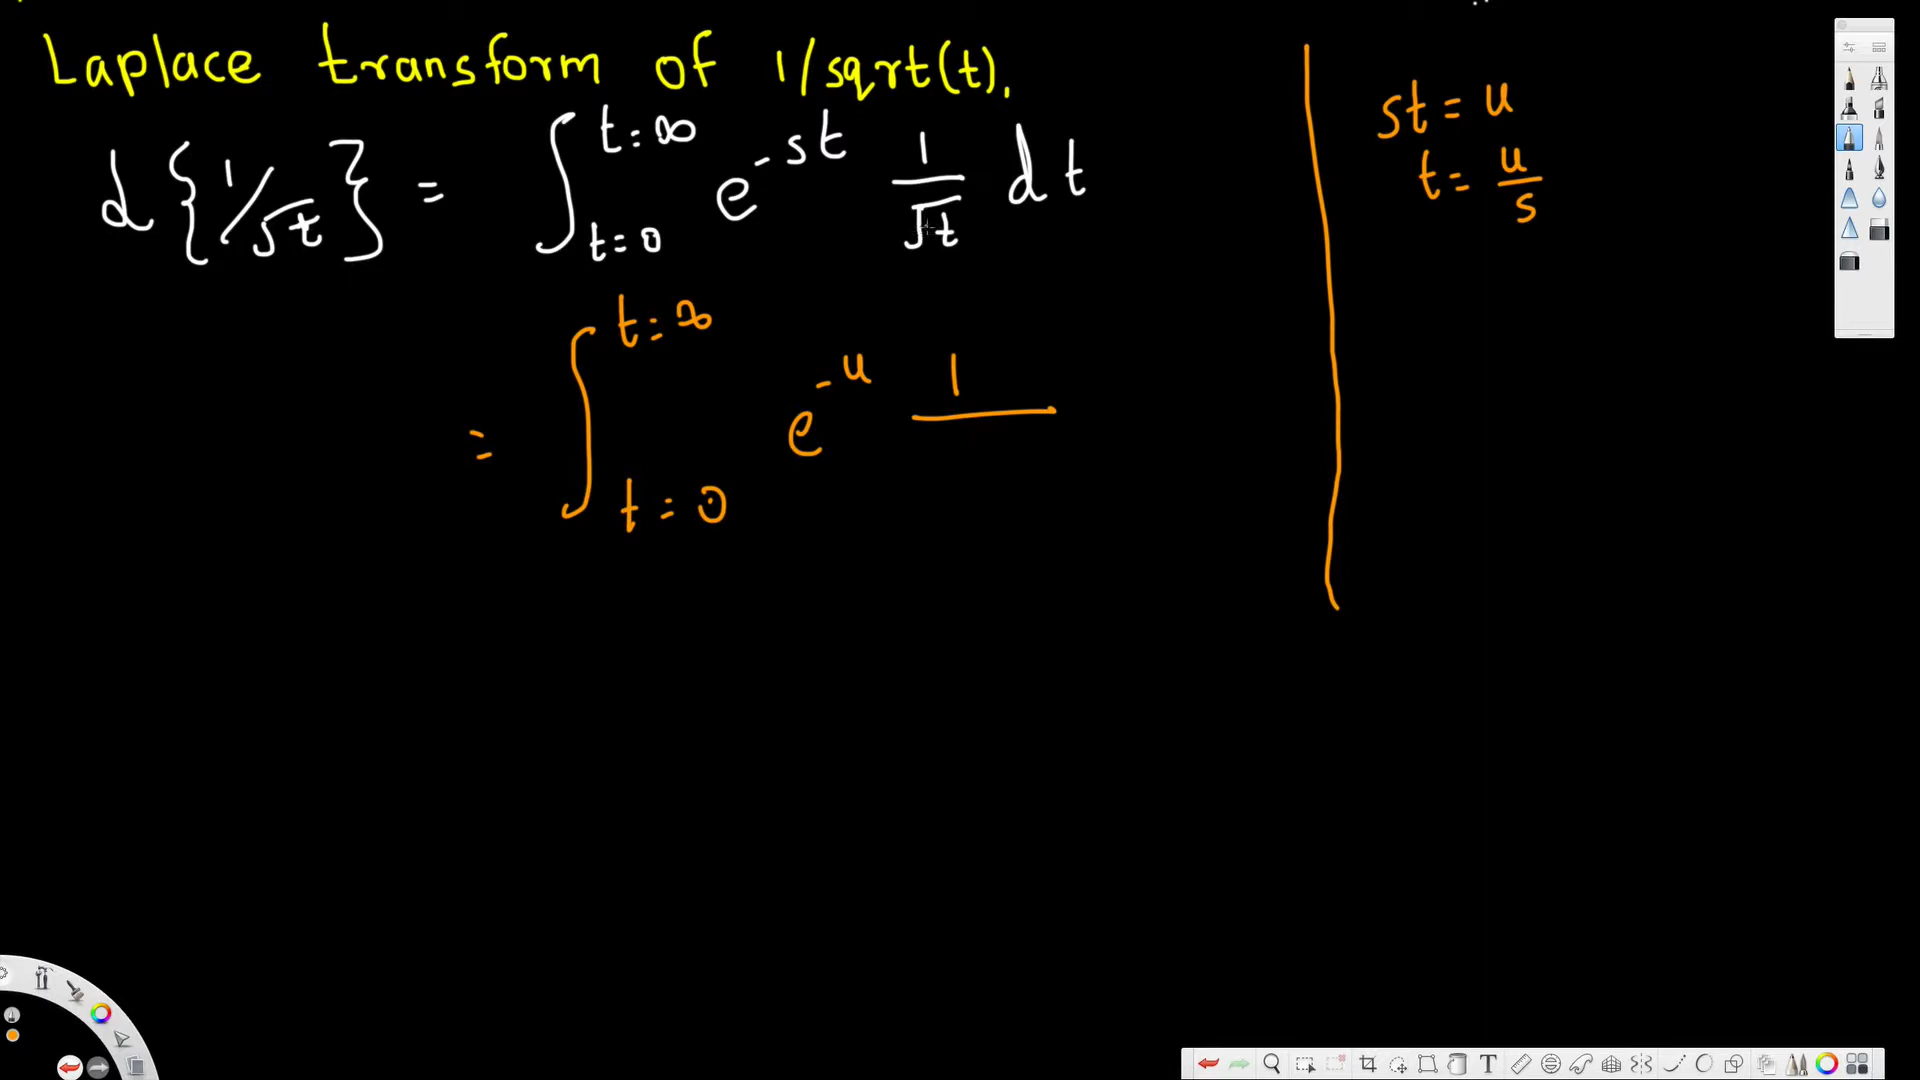 Laplace transform of 1/sqrt(t).
ℒ{1/√t} = ∫_{t=0}^{t=∞} e^{-st} 1/√t dt
= ∫_{t=0}^{t=∞} e^{-u} 1/
st = u
t = u/s
T